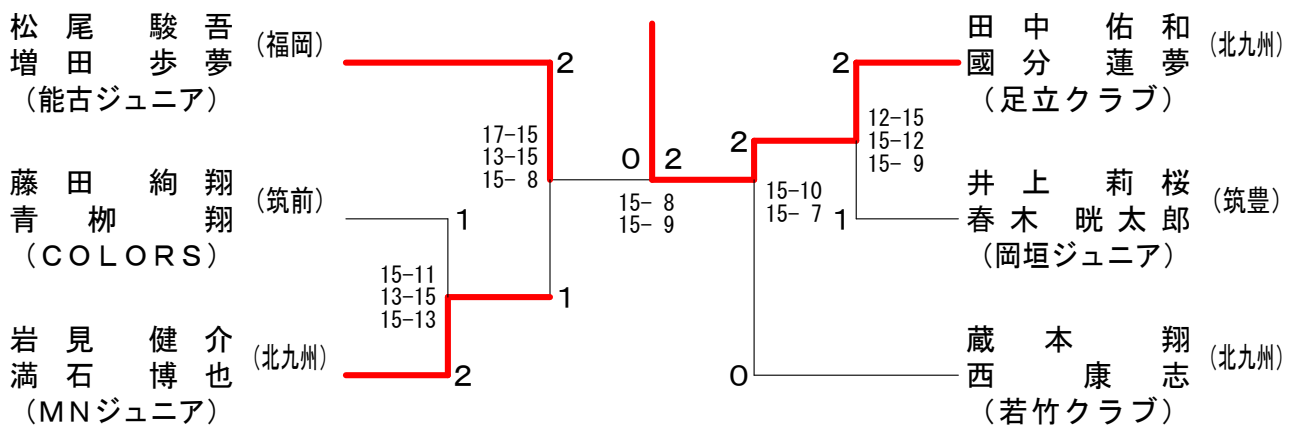 松尾 駿吾
増田 歩夢
(福岡)
(能古ジュニア)
藤田 絢翔
青栁 翔
(筑前)
(COLORS)
岩見 健介
満石 博也
(北九州)
(MNジュニア)
2
17-15
13-15
15- 8
1
15-11
13-15
15-13
1
2
0
2
15- 8
15- 9
2
15-10
15- 7
2
12-15
15-12
15- 9
1
0
田中 佑和
國分 蓮夢
(北九州)
(足立クラブ)
井上 莉桜
春木 晄太郎
(筑豊)
(岡垣ジュニア)
蔵本 翔
西 康志
(北九州)
(若竹クラブ)